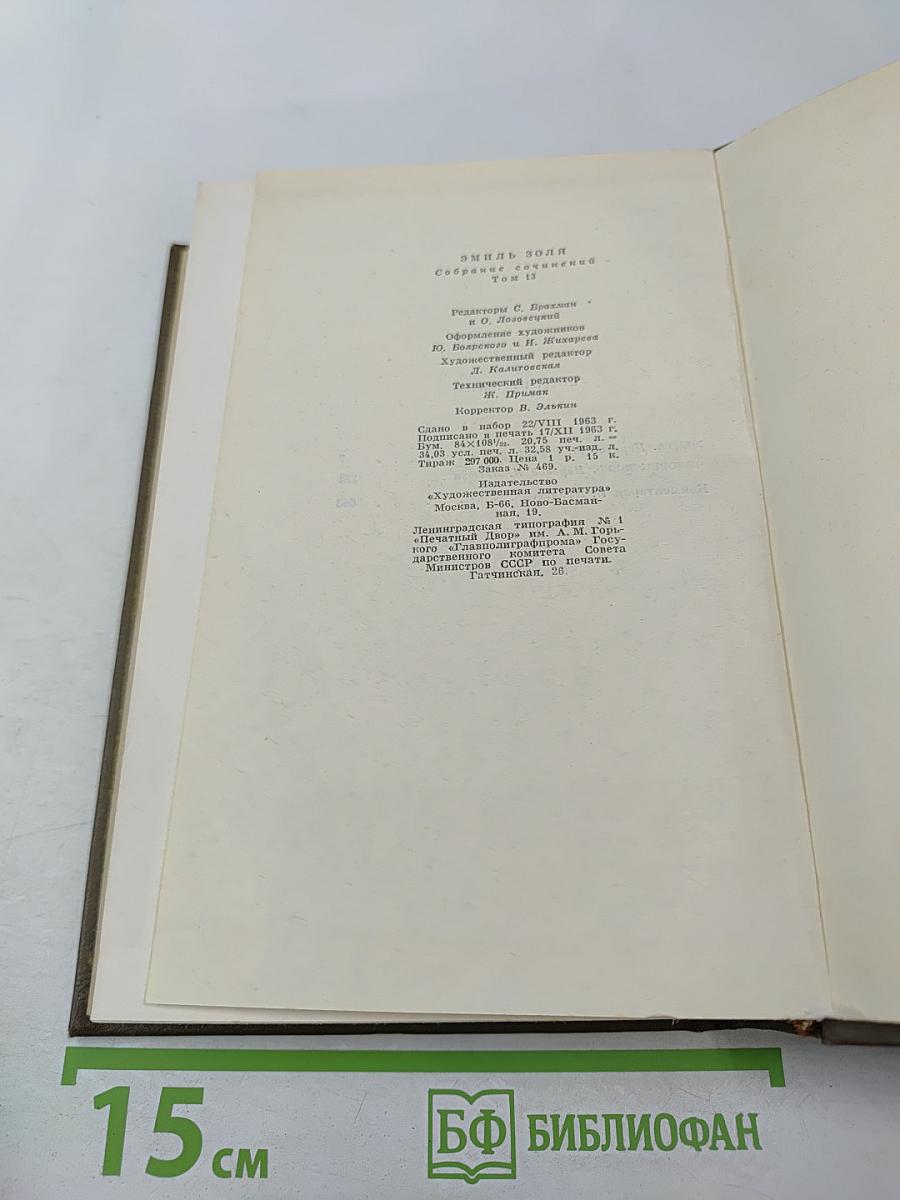 ЭМИЛЬ ЗОЛЯ
Собрание сочинений
Том 13
Редакторы С. Брахман
и О. Лозовецкий
Оформление художников
Ю. Боярского и И. Жихарева
Художественный редактор
Л. Калитовская
Технический редактор
Ж. Примак
Корректор В. Элькин
Сдано в набор 22/VIII 1963 г.
Подписано в печать 17/XII 1963 г.
Бум. 84×108¹/₃₂. 20,75 печ. л.=
34,03 усл. печ. л. 32,58 уч.-изд. л.
Тираж 297 000. Цена 1 р. 15 к.
Заказ № 469.
Издательство
«Художественная литература»
Москва, Б-66, Ново-Басман-
ная, 19.
Ленинградская типография № 1
«Печатный Двор» им. А. М. Горь-
кого «Главполиграфпрома» Госу-
дарственного комитета Совета
Министров СССР по печати.
Гатчинская, 26.
15 см
БФ БИБЛИОФАН